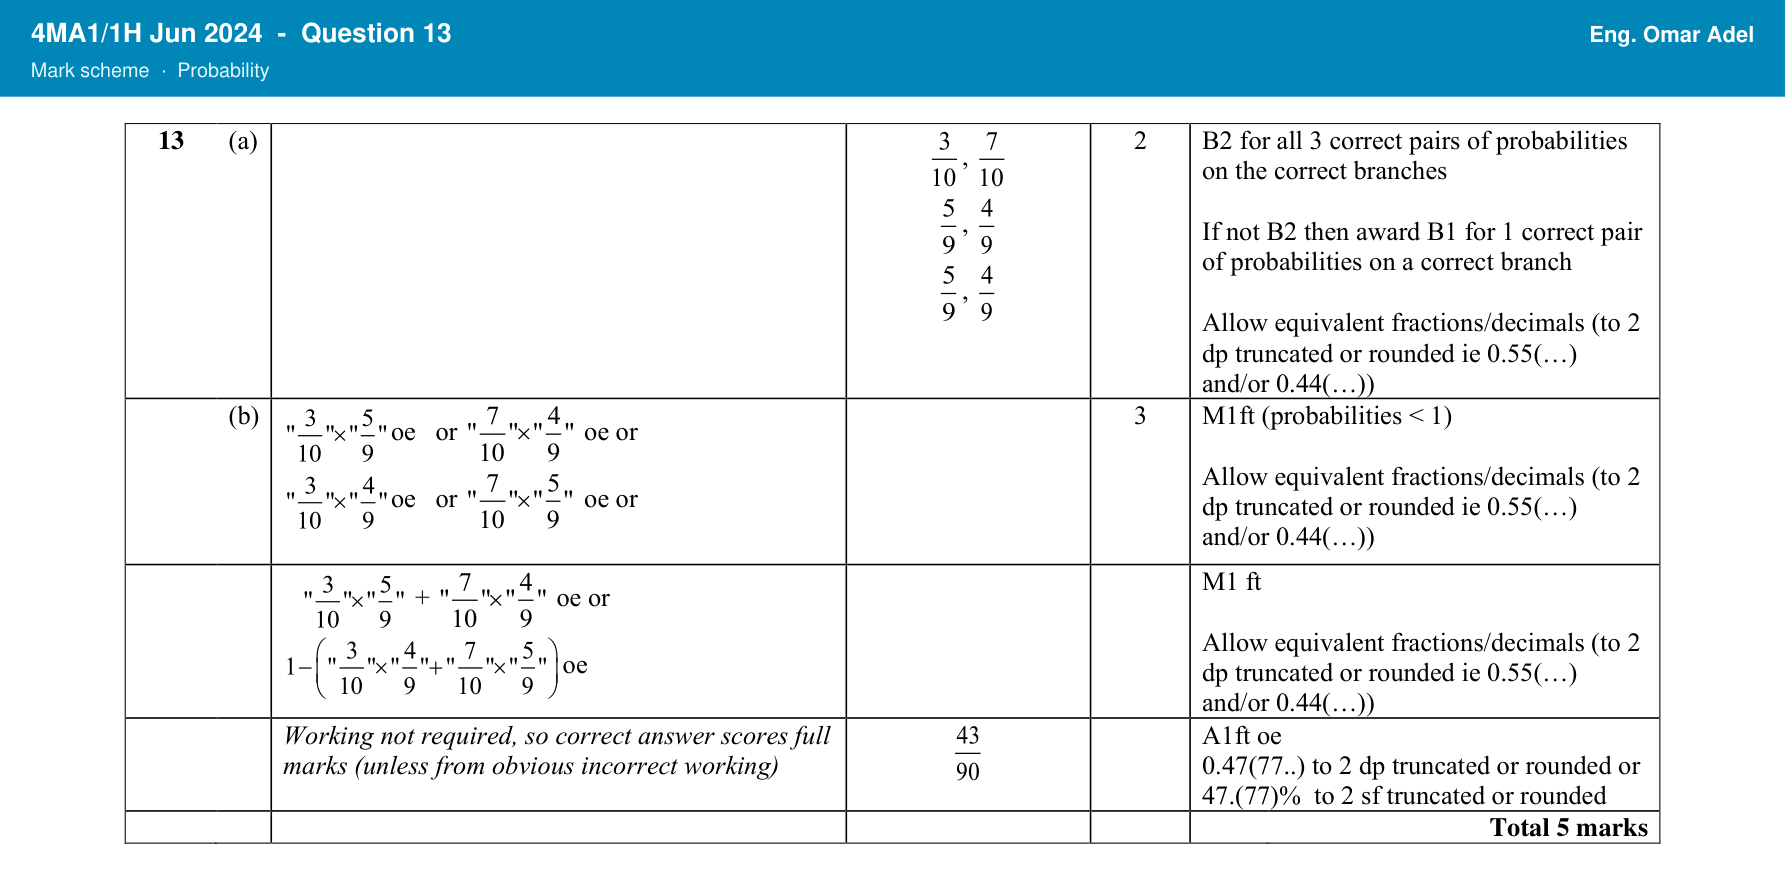 4MA1/1H Jun 2024 - Question 13
Eng. Omar Adel
Mark scheme · Probability
13 (a) 3/10, 7/10 2 B2 for all 3 correct pairs of probabilities
on the correct branches
5/9, 4/9
If not B2 then award B1 for 1 correct pair
of probabilities on a correct branch
5/9, 4/9
Allow equivalent fractions/decimals (to 2
dp truncated or rounded ie 0.55(…)
and/or 0.44(…))
(b) "3/10"×"5/9" oe or "7/10"×"4/9" oe or 3 M1ft (probabilities < 1)
"3/10"×"4/9" oe or "7/10"×"5/9" oe or
Allow equivalent fractions/decimals (to 2
dp truncated or rounded ie 0.55(…)
and/or 0.44(…))
"3/10"×"5/9" + "7/10"×"4/9" oe or M1 ft
1−("3/10"×"4/9"+"7/10"×"5/9") oe
Allow equivalent fractions/decimals (to 2
dp truncated or rounded ie 0.55(…)
and/or 0.44(…))
Working not required, so correct answer scores full
marks (unless from obvious incorrect working)
43/90
A1ft oe
0.47(77..) to 2 dp truncated or rounded or
47.(77)% to 2 sf truncated or rounded
Total 5 marks